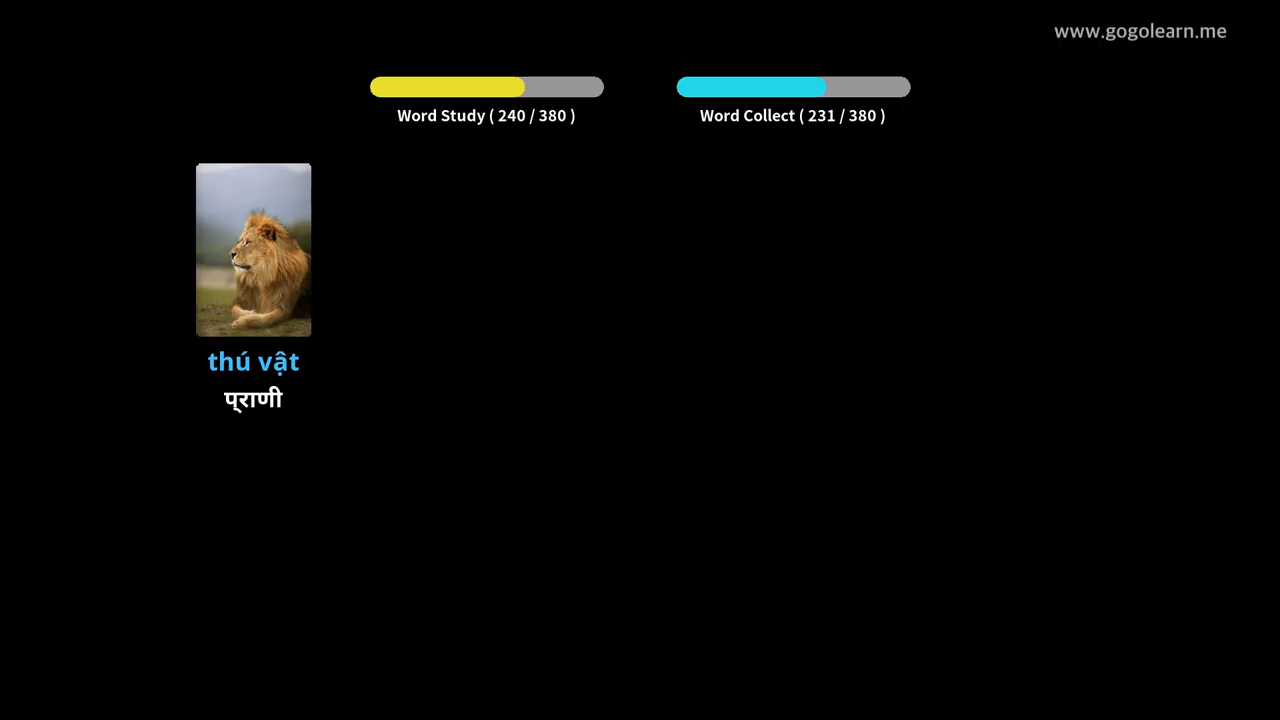 www.gogolearn.me
Word Study ( 240 / 380 )
Word Collect ( 231 / 380 )
thú vật
प्राणी